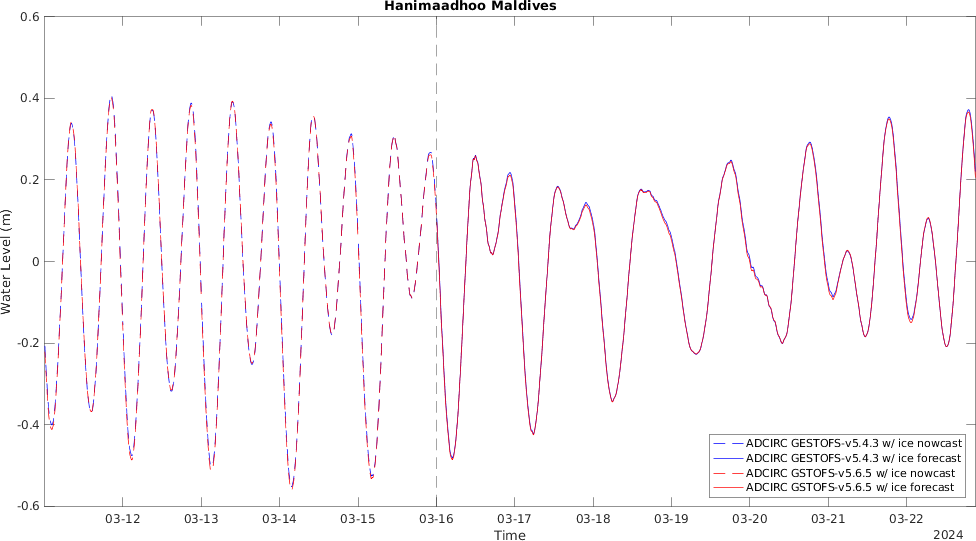 Hanimaadhoo Maldives
0.6
0.4
0.2
0
-0.2
-0.4
-0.6
Water Level (m)
ADCIRC GESTOFS-v5.4.3 w/ ice nowcast
ADCIRC GESTOFS-v5.4.3 w/ ice forecast
ADCIRC GSTOFS-v5.6.5 w/ ice nowcast
ADCIRC GSTOFS-v5.6.5 w/ ice forecast
03-12 03-13 03-14 03-15 03-16 03-17 03-18 03-19 03-20 03-21 03-22
Time
2024